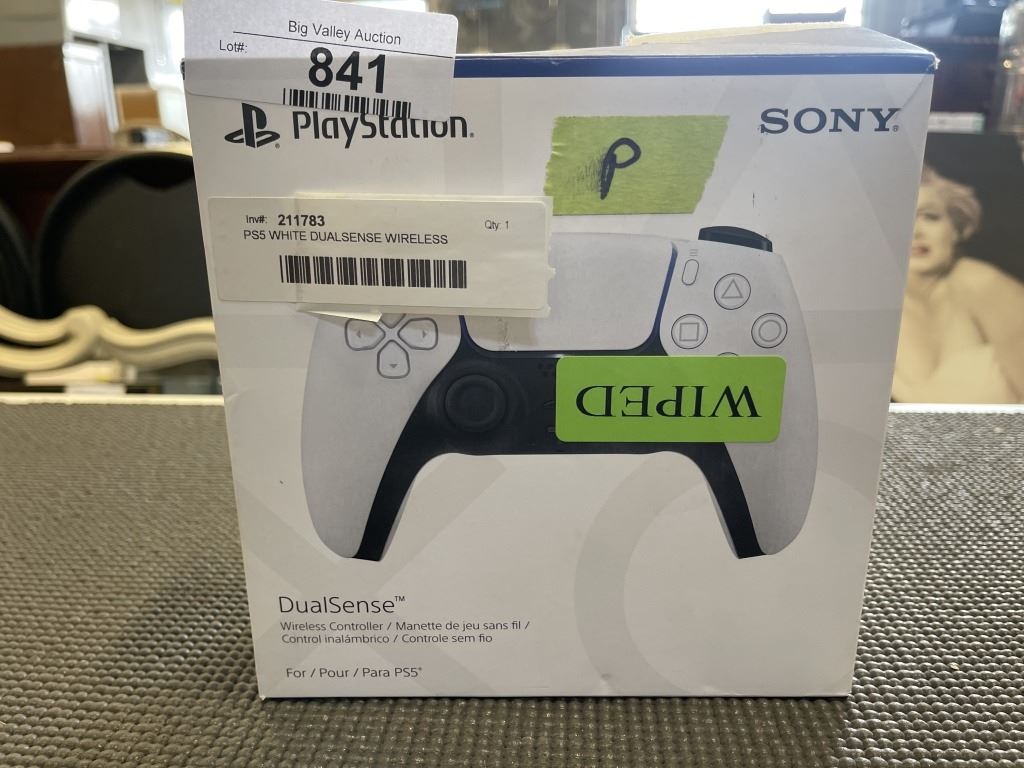 Big Valley Auction
Lot#:
841
PlayStation®
SONY®
P
Inv#: 211783 Qty: 1
PS5 WHITE DUALSENSE WIRELESS
WIPED
DualSense™
Wireless Controller / Manette de jeu sans fil /
Control inalámbrico / Controle sem fio
For / Pour / Para PS5®